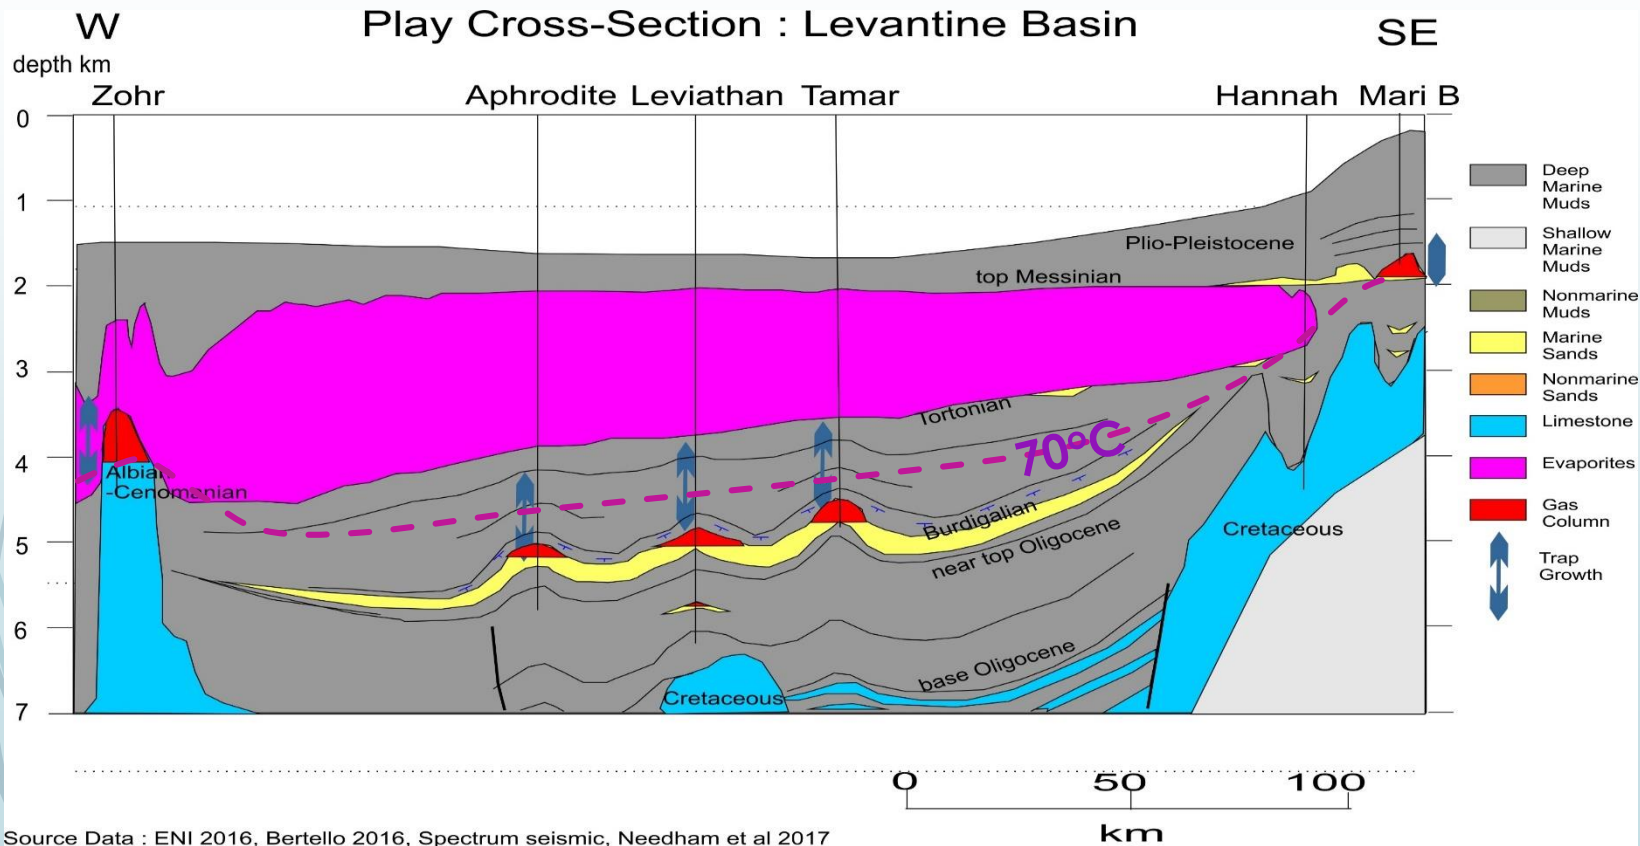 W
Play Cross-Section : Levantine Basin
SE
depth km
Zohr
Aphrodite
Leviathan
Tamar
Hannah
Mari B
0
1
2
3
4
5
6
7
Plio-Pleistocene
top Messinian
Tortonian
70ºC
Albian
-Cenomanian
Burdigalian
near top Oligocene
base Oligocene
Cretaceous
Cretaceous
Deep
Marine
Muds
Shallow
Marine
Muds
Nonmarine
Muds
Marine
Sands
Nonmarine
Sands
Limestone
Evaporites
Gas
Column
Trap
Growth
0
50
100
km
Source Data : ENI 2016, Bertello 2016, Spectrum seismic, Needham et al 2017